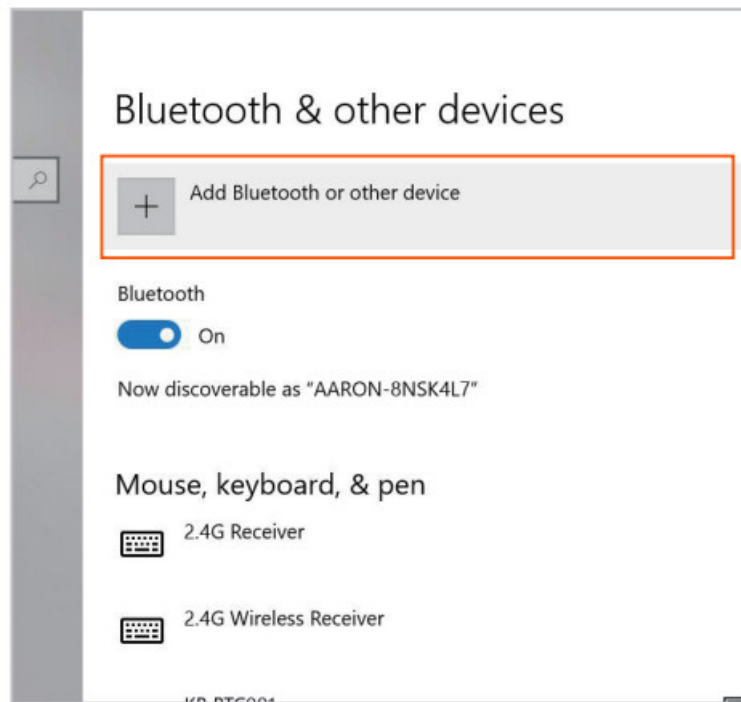 Bluetooth & other devices
Add Bluetooth or other device
Bluetooth
On
Now discoverable as "AARON-8NSK4L7"
Mouse, keyboard, & pen
2.4G Receiver
2.4G Wireless Receiver